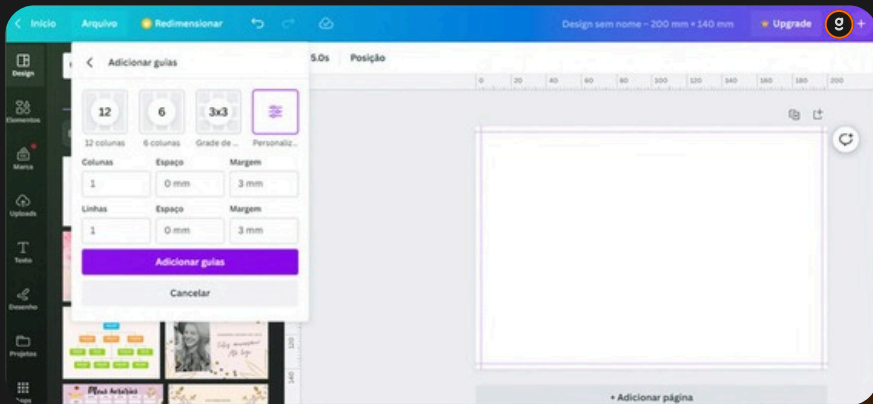 Início Arquivo Redimensionar Design sem nome – 200 mm × 140 mm Upgrade g +
Adicionar guias 5.0s Posição
Design
0 20 40 60 80 100 120 140 160 180 200
12 6 3x3
Elementos
12 colunas 6 colunas Grade de ... Personaliz...
Colunas Espaço Margem
Marca
1 0 mm 3 mm
Uploads
Linhas Espaço Margem
1 0 mm 3 mm
Texto
Adicionar guias
Cancelar
Desenho
120
Projetos
140
Meus horários
+ Adicionar página